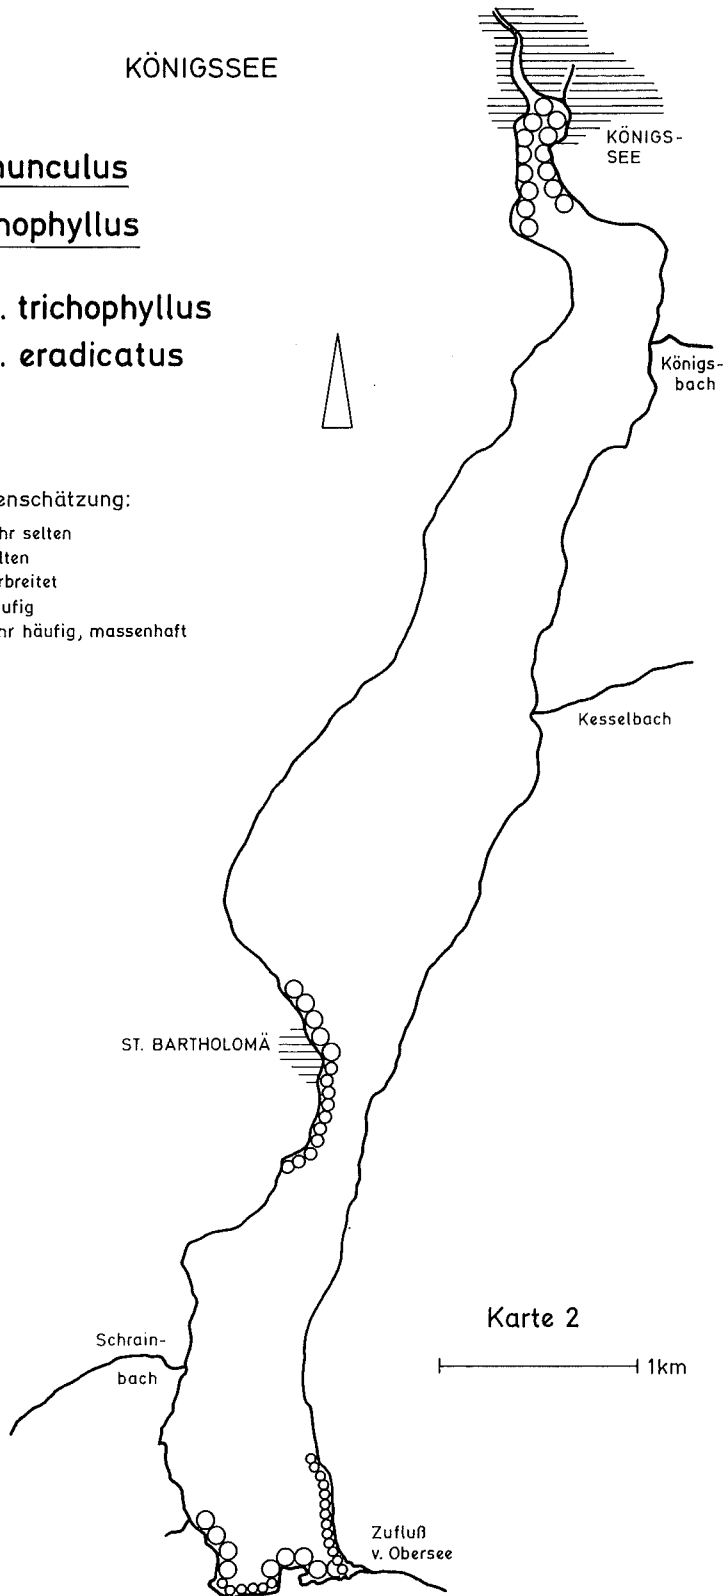 KÖNIGSSEE
nunculus
hophyllus
. trichophyllus
. eradicatus
enschätzung:
hr selten
lten
rbreitet
ufig
hr häufig, massenhaft
KÖNIGS-
SEE
Königs-
bach
Kesselbach
ST. BARTHOLOMÄ
Karte 2
1km
Schrain-
bach
Zufluß
v. Obersee